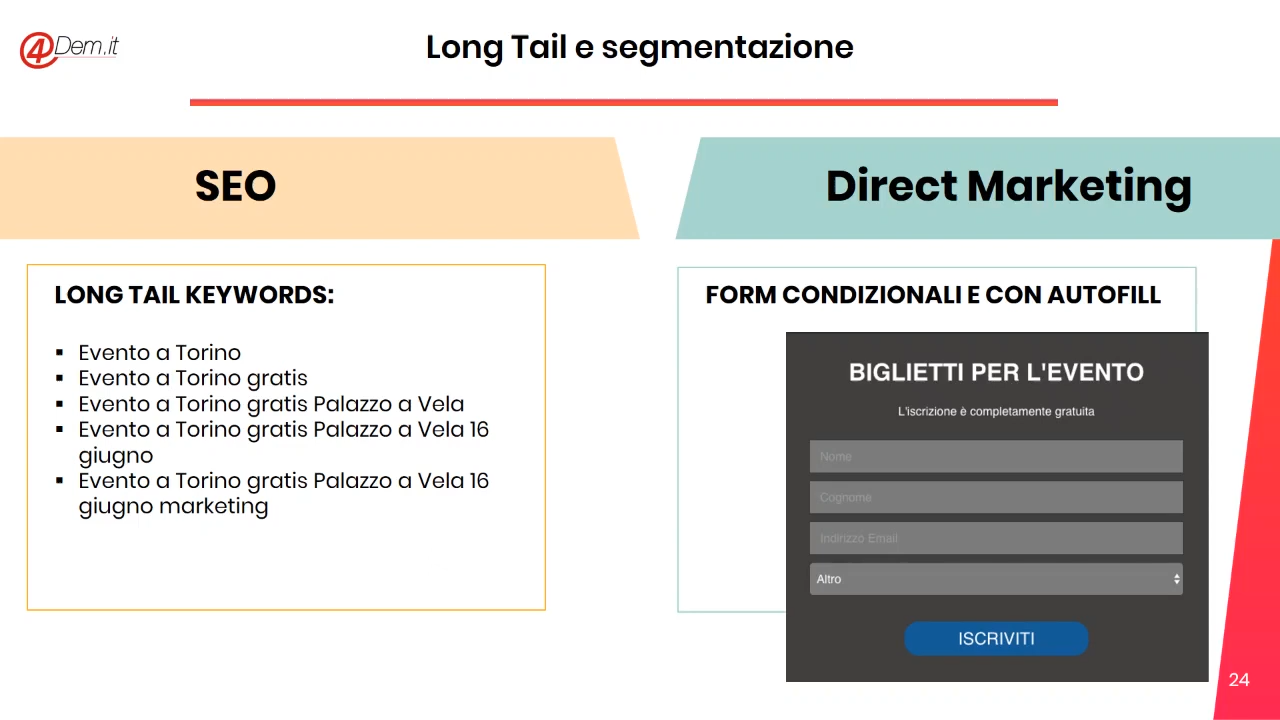 4Dem.it
Long Tail e segmentazione
SEO
Direct Marketing
LONG TAIL KEYWORDS:
▪ Evento a Torino
▪ Evento a Torino gratis
▪ Evento a Torino gratis Palazzo a Vela
▪ Evento a Torino gratis Palazzo a Vela 16
giugno
▪ Evento a Torino gratis Palazzo a Vela 16
giugno marketing
FORM CONDIZIONALI E CON AUTOFILL
BIGLIETTI PER L'EVENTO
L'iscrizione è completamente gratuita
Nome
Cognome
Indirizzo Email
Altro
ISCRIVITI
24